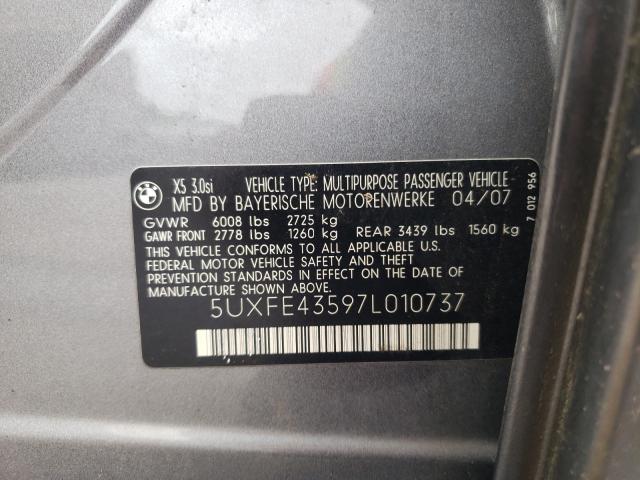 BMW
X5 3.0si VEHICLE TYPE: MULTIPURPOSE PASSENGER VEHICLE
MFD BY BAYERISCHE MOTORENWERKE 04/07
GVWR 6008 lbs 2725 kg
GAWR FRONT 2778 lbs 1260 kg REAR 3439 lbs 1560 kg
THIS VEHICLE CONFORMS TO ALL APPLICABLE U.S.
FEDERAL MOTOR VEHICLE SAFETY AND THEFT
PREVENTION STANDARDS IN EFFECT ON THE DATE OF
MANUFACTURE SHOWN ABOVE.
5UXFE43597L010737
7 012 956